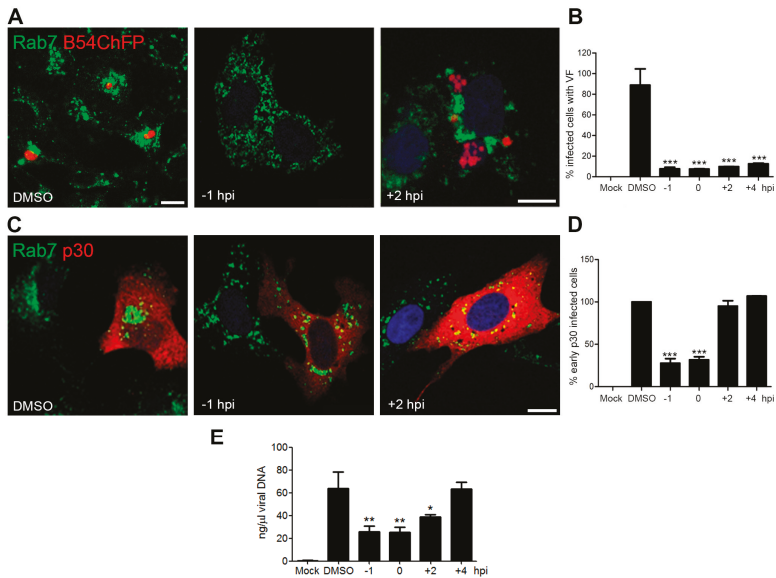 A
Rab7 B54ChFP
DMSO
-1 hpi
+2 hpi
B
% infected cells with VF
120
100
80
60
40
20
0
*** *** *** ***
Mock DMSO -1 0 +2 +4 hpi
C
Rab7 p30
DMSO
-1 hpi
+2 hpi
D
% early p30 infected cells
150
100
50
0
*** ***
Mock DMSO -1 0 +2 +4 hpi
E
ng/µl viral DNA
100
80
60
40
20
0
** ** *
Mock DMSO -1 0 +2 +4 hpi